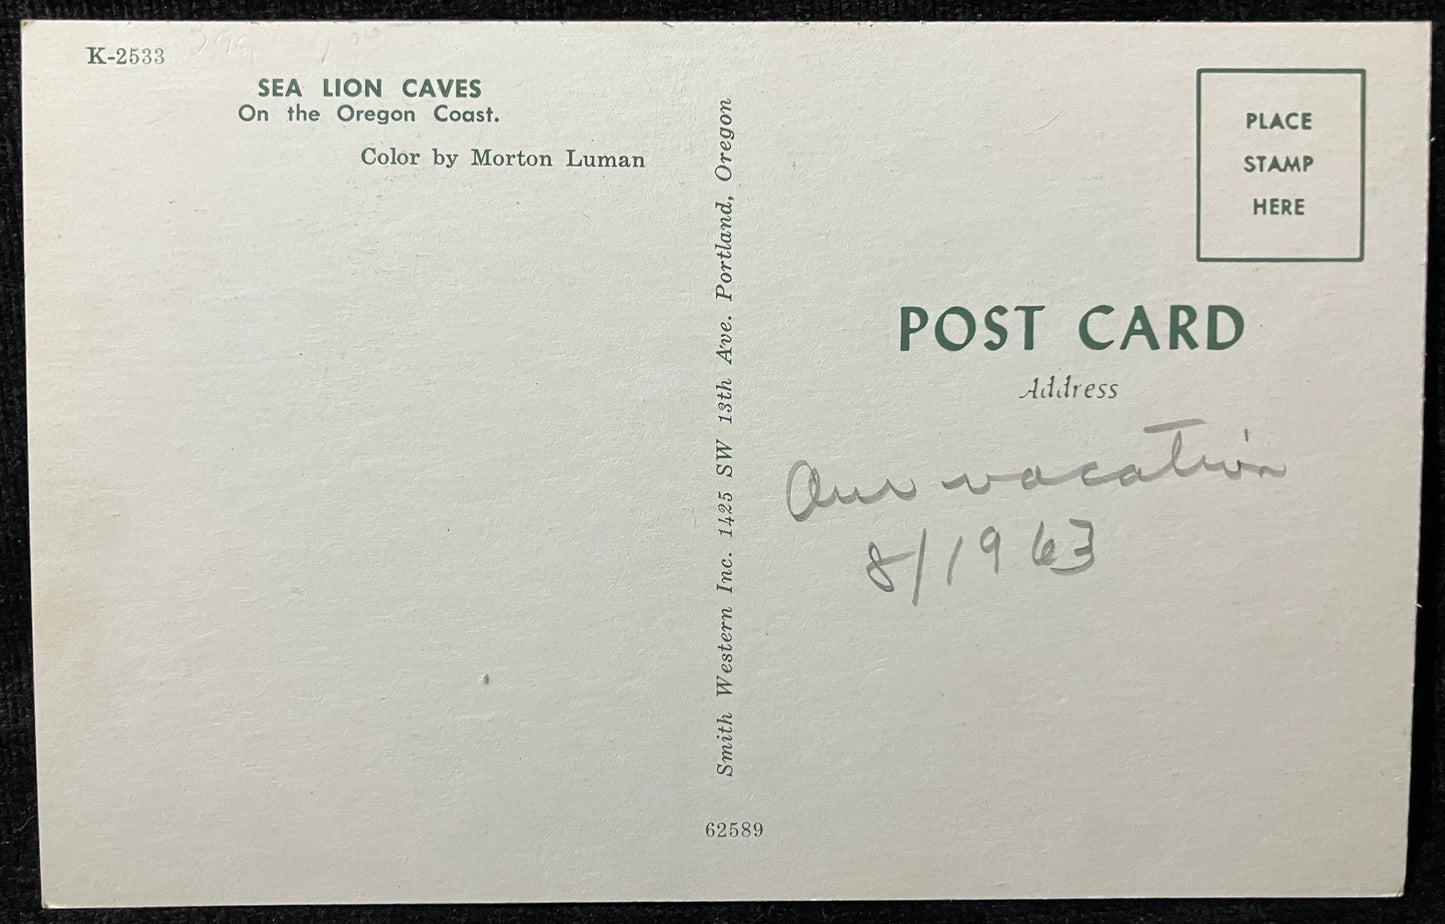 K-2533
SEA LION CAVES
On the Oregon Coast.
Color by Morton Luman
Smith Western Inc. 1425 SW 13th Ave. Portland, Oregon
62589
PLACE
STAMP
HERE
POST CARD
Address
Our vacation
8/1963